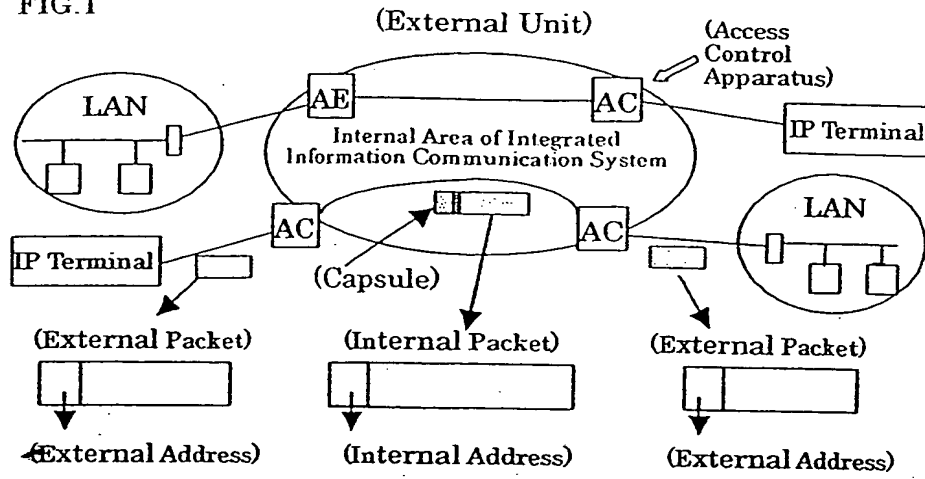 FIG.1
(External Unit)
(Access
Control
Apparatus)
LAN
AE
AC
IP Terminal
Internal Area of Integrated
Information Communication System
LAN
AC
AC
IP Terminal
(Capsule)
(External Packet)
(Internal Packet)
(External Packet)
(External Address)
(Internal Address)
(External Address)